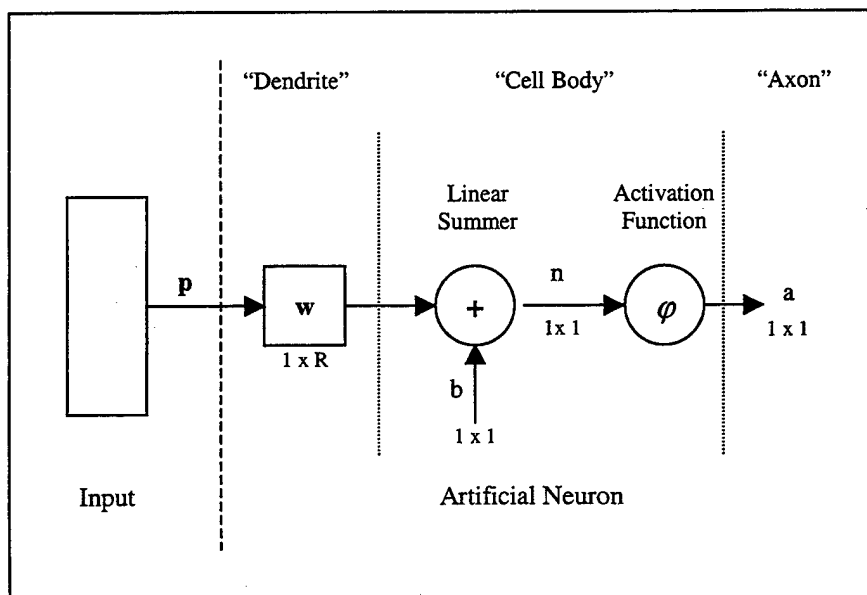 “Dendrite” “Cell Body” “Axon”
Linear Summer
Activation Function
p
w
1 x R
+
b
1 x 1
n
1x 1
φ
a
1 x 1
Input
Artificial Neuron